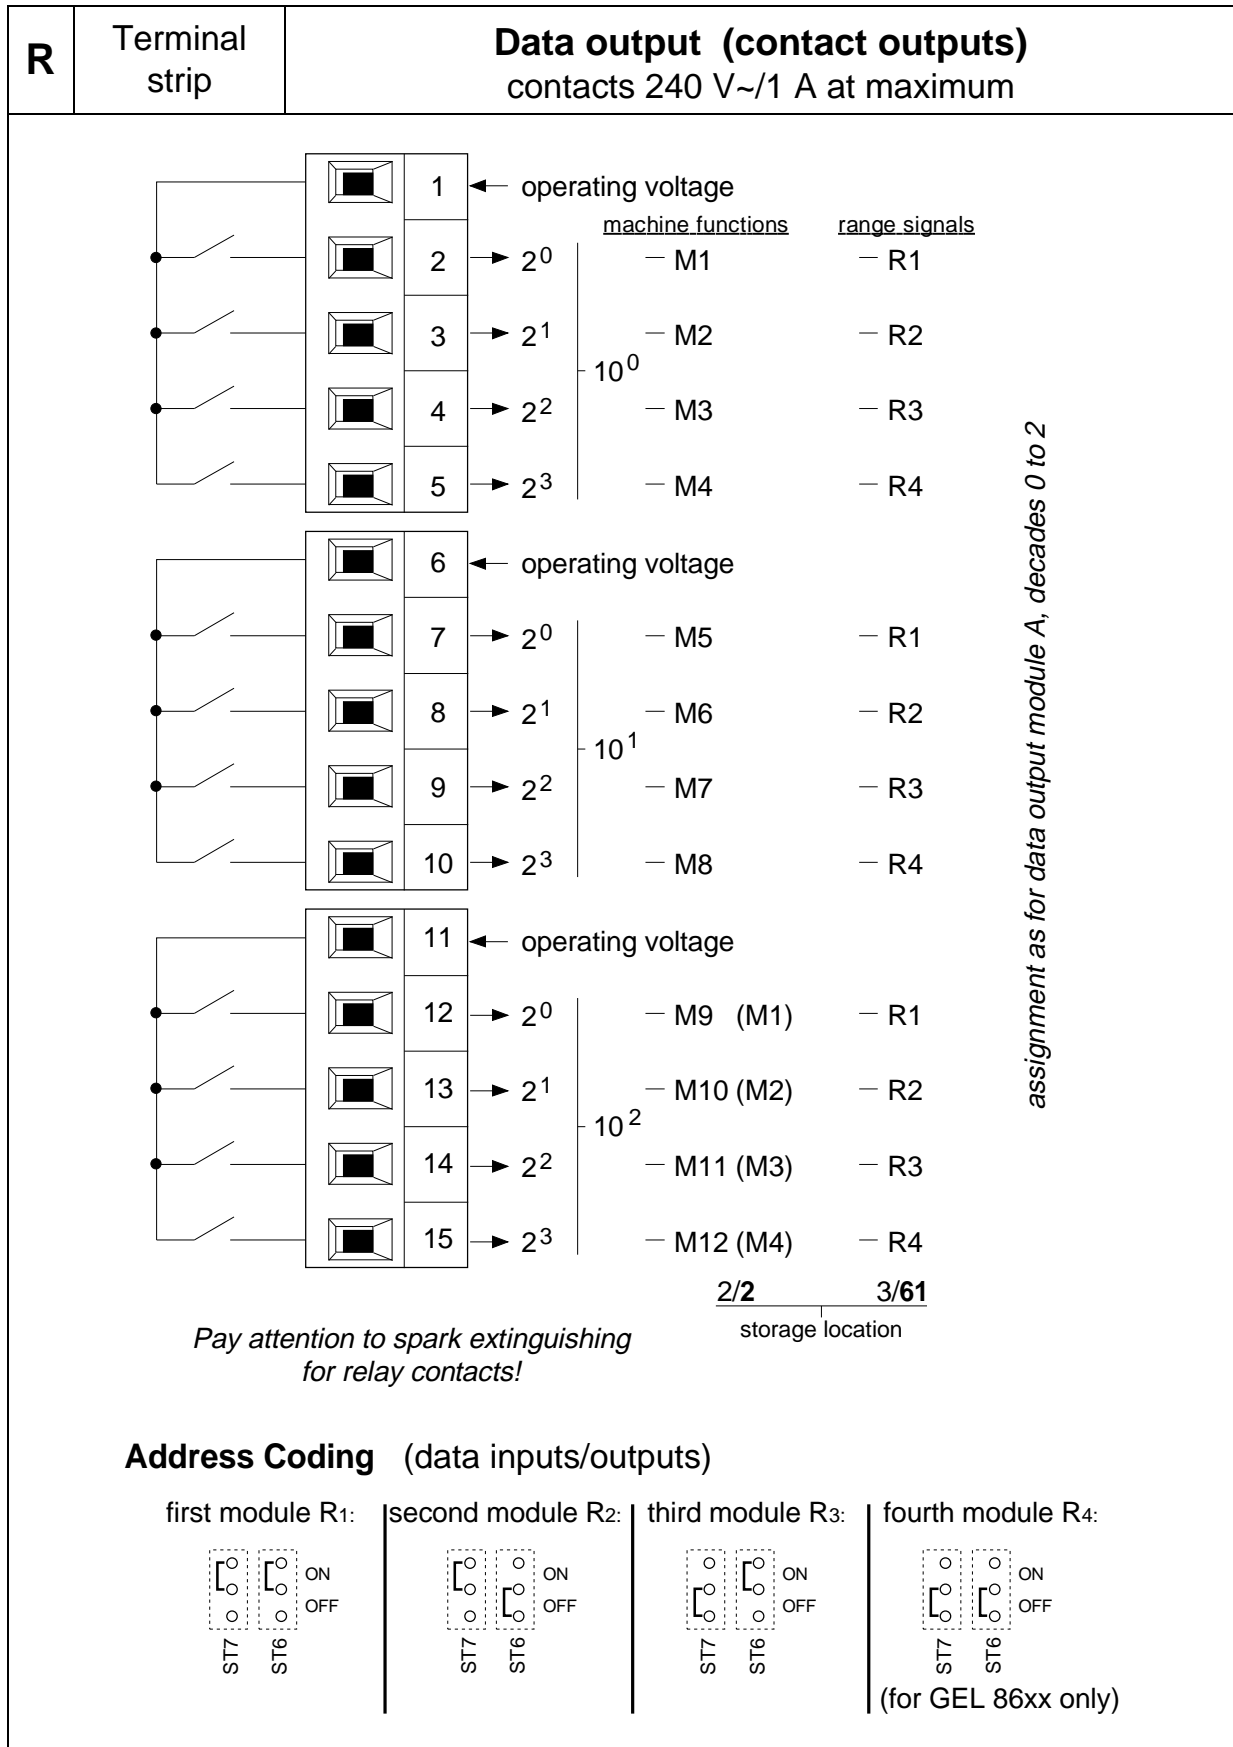 R
Terminal
strip
Data output (contact outputs)
contacts 240 V~/1 A at maximum
1 operating voltage
machine functions range signals
2 2⁰ — M1 — R1
3 2¹ — M2 — R2
10⁰
4 2² — M3 — R3
5 2³ — M4 — R4
6 operating voltage
7 2⁰ — M5 — R1
8 2¹ — M6 — R2
10¹
9 2² — M7 — R3
10 2³ — M8 — R4
11 operating voltage
12 2⁰ — M9 (M1) — R1
13 2¹ — M10 (M2) — R2
10²
14 2² — M11 (M3) — R3
15 2³ — M12 (M4) — R4
assignment as for data output module A, decades 0 to 2
2/2 3/61
storage location
Pay attention to spark extinguishing
for relay contacts!
Address Coding (data inputs/outputs)
first module R1:
ON
OFF
ST7 ST6
second module R2:
ON
OFF
ST7 ST6
third module R3:
ON
OFF
ST7 ST6
fourth module R4:
ON
OFF
ST7 ST6
(for GEL 86xx only)